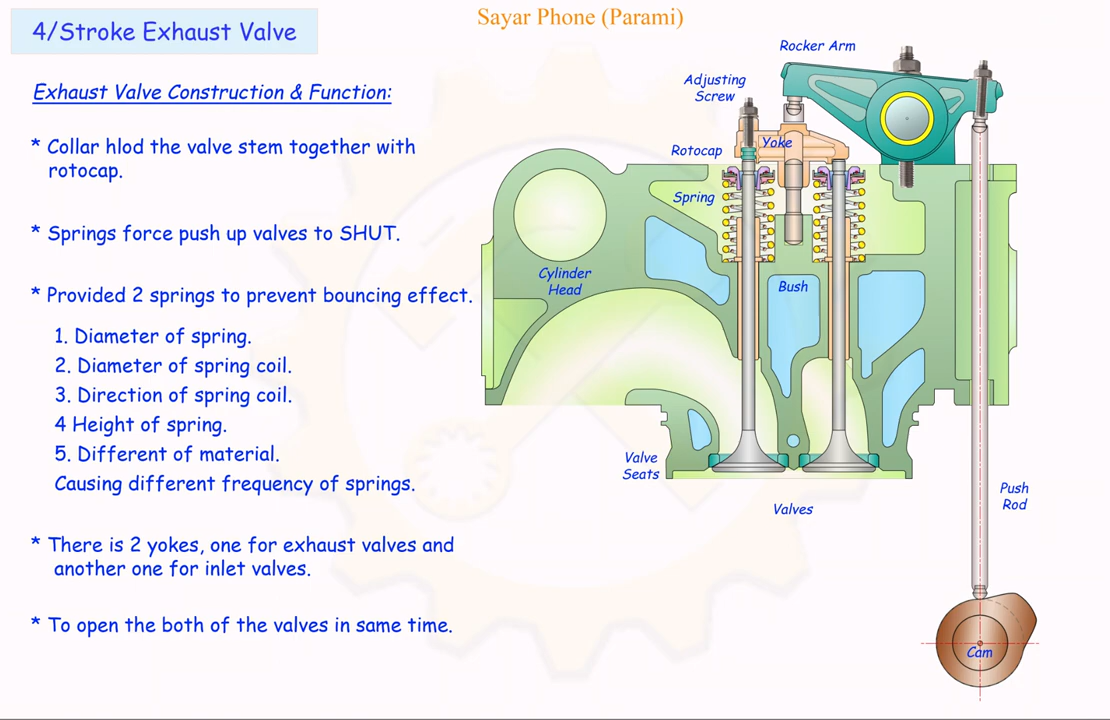 4/Stroke Exhaust Valve
Sayar Phone (Parami)
Exhaust Valve Construction & Function:
* Collar hlod the valve stem together with
rotocap.
* Springs force push up valves to SHUT.
* Provided 2 springs to prevent bouncing effect.
1. Diameter of spring.
2. Diameter of spring coil.
3. Direction of spring coil.
4 Height of spring.
5. Different of material.
Causing different frequency of springs.
* There is 2 yokes, one for exhaust valves and
another one for inlet valves.
* To open the both of the valves in same time.
Rocker Arm
Adjusting
Screw
Yoke
Rotocap
Spring
Cylinder
Head
Bush
Valve
Seats
Valves
Push
Rod
Cam